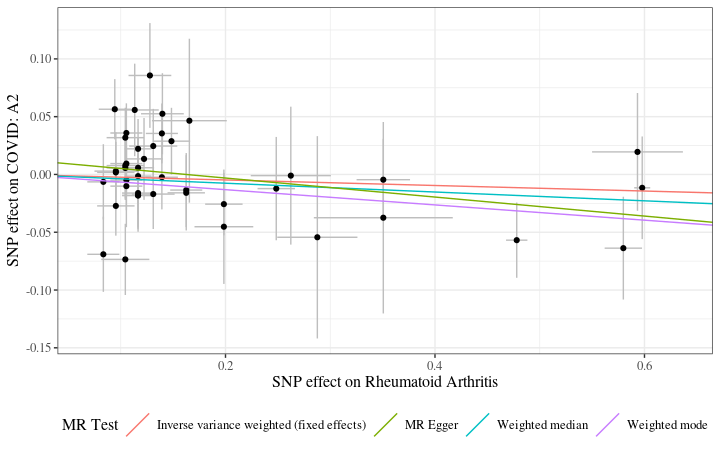 0.10
0.05
0.00
-0.05
-0.10
-0.15
SNP effect on COVID: A2
0.2
0.4
0.6
SNP effect on Rheumatoid Arthritis
MR Test
Inverse variance weighted (fixed effects)
MR Egger
Weighted median
Weighted mode